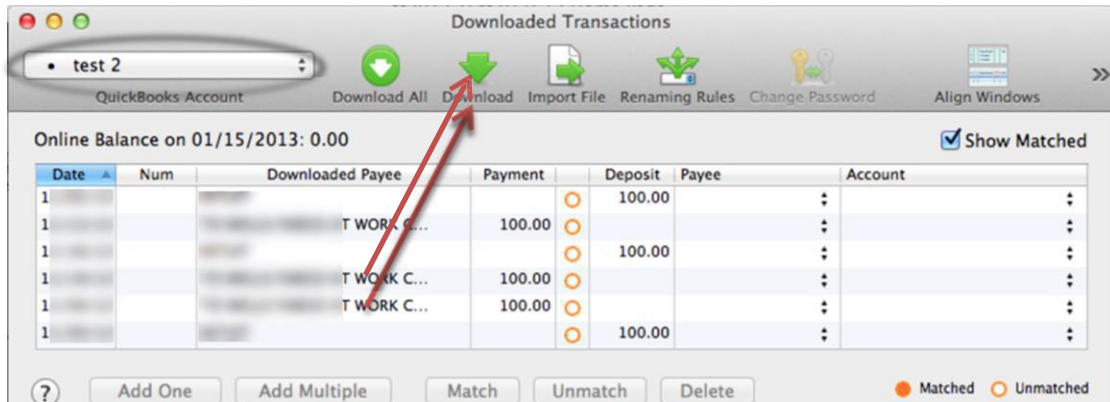 Downloaded Transactions
• test 2
QuickBooks Account Download All Download Import File Renaming Rules Change Password Align Windows »
Online Balance on 01/15/2013: 0.00 Show Matched
Date Num Downloaded Payee Payment Deposit Payee Account
1 100.00
1 T WORK C... 100.00
1 100.00
1 T WORK C... 100.00
1 T WORK C... 100.00
1 100.00
? Add One Add Multiple Match Unmatch Delete Matched Unmatched